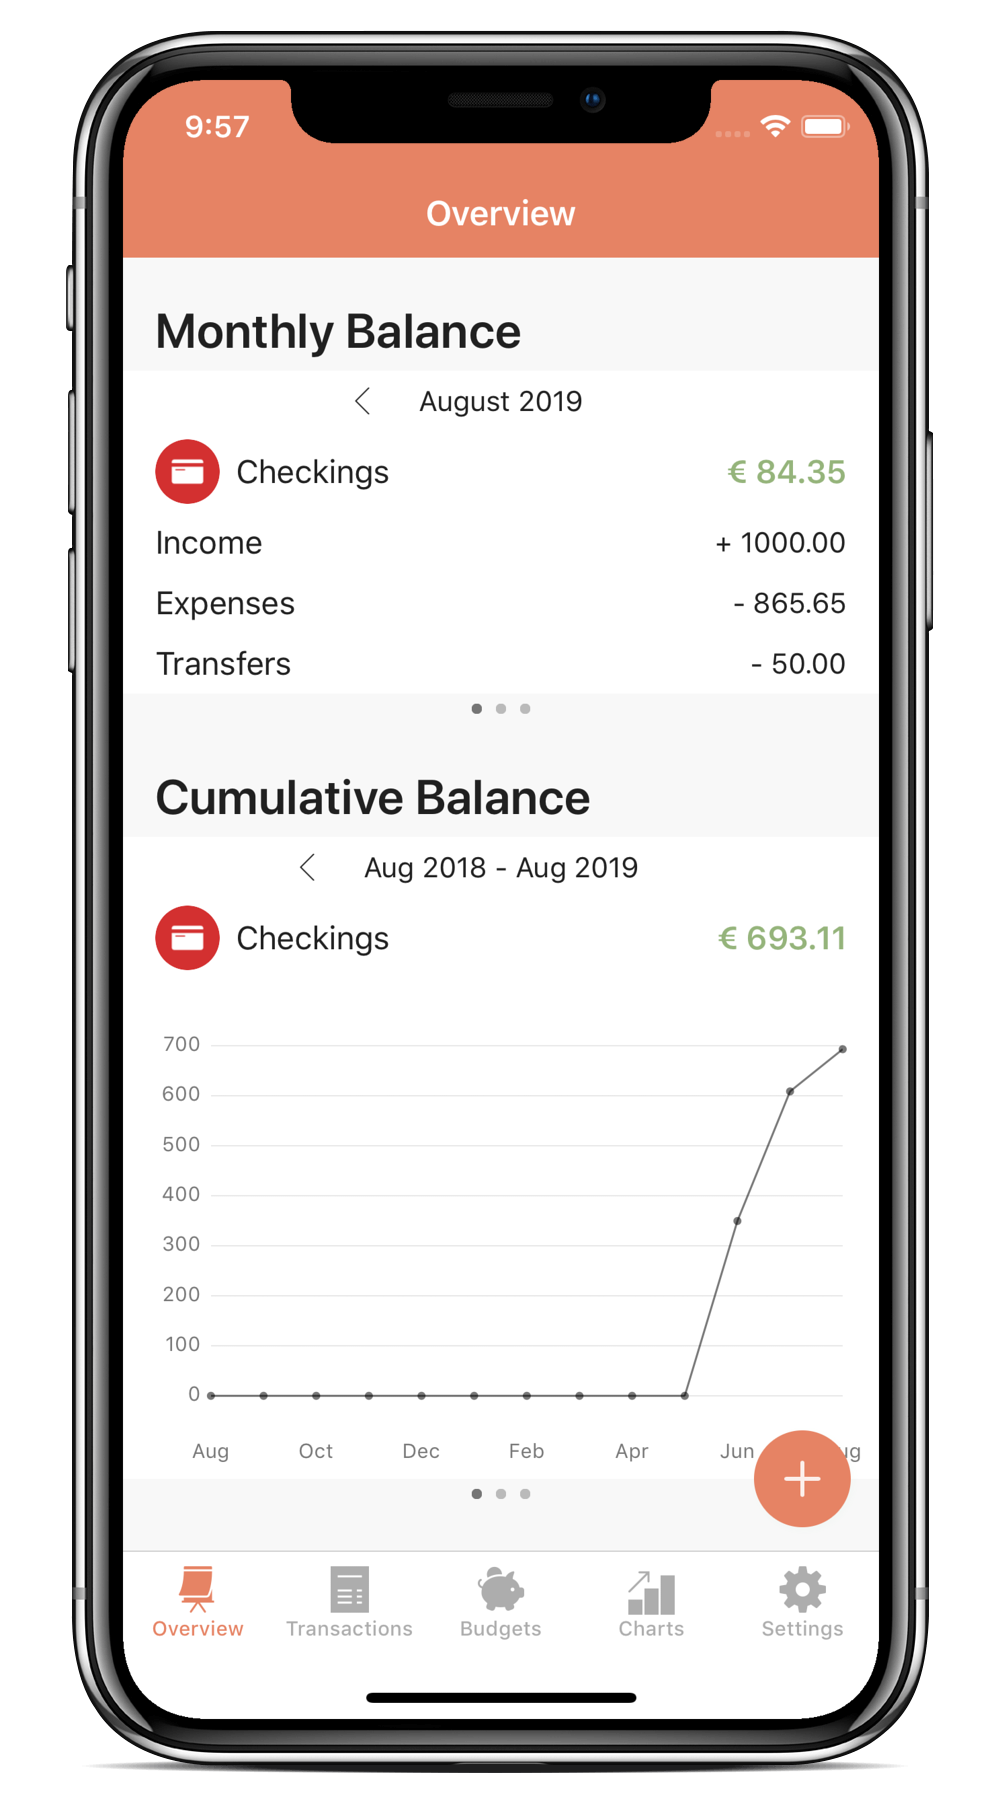 9:57
Overview
Monthly Balance
August 2019
Checkings € 84.35
Income + 1000.00
Expenses - 865.65
Transfers - 50.00
Cumulative Balance
Aug 2018 - Aug 2019
Checkings € 693.11
700
600
500
400
300
200
100
0
Aug Oct Dec Feb Apr Jun
Overview Transactions Budgets Charts Settings